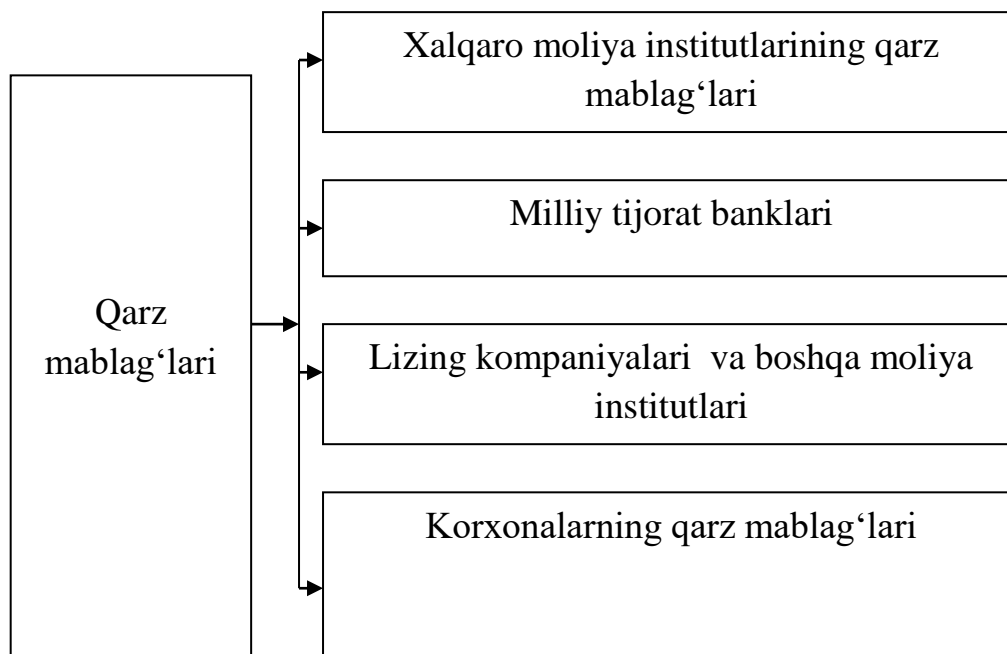 Xalqaro moliya institutlarining qarz
mablag‘lari
Milliy tijorat banklari
Qarz
mablag‘lari
Lizing kompaniyalari va boshqa moliya
institutlari
Korxonalarning qarz mablag‘lari